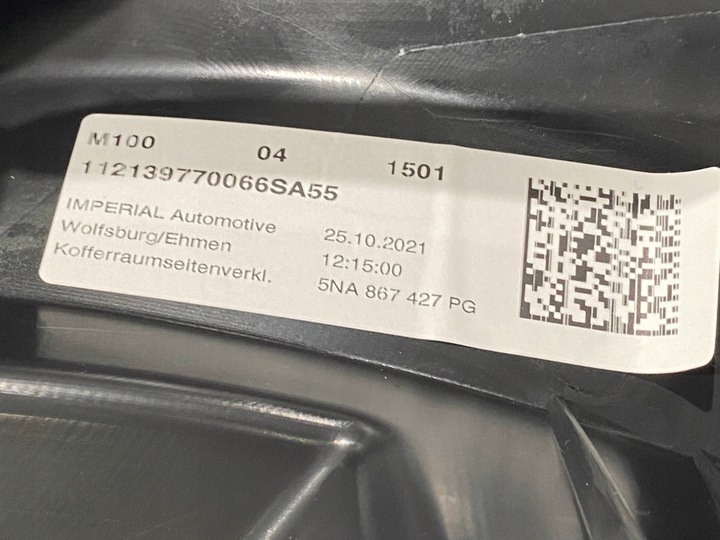 M100 04 1501
112139770066SA55
IMPERIAL Automotive 25.10.2021
Wolfsburg/Ehmen 12:15:00
Kofferraumseitenverkl. 5NA 867 427 PG